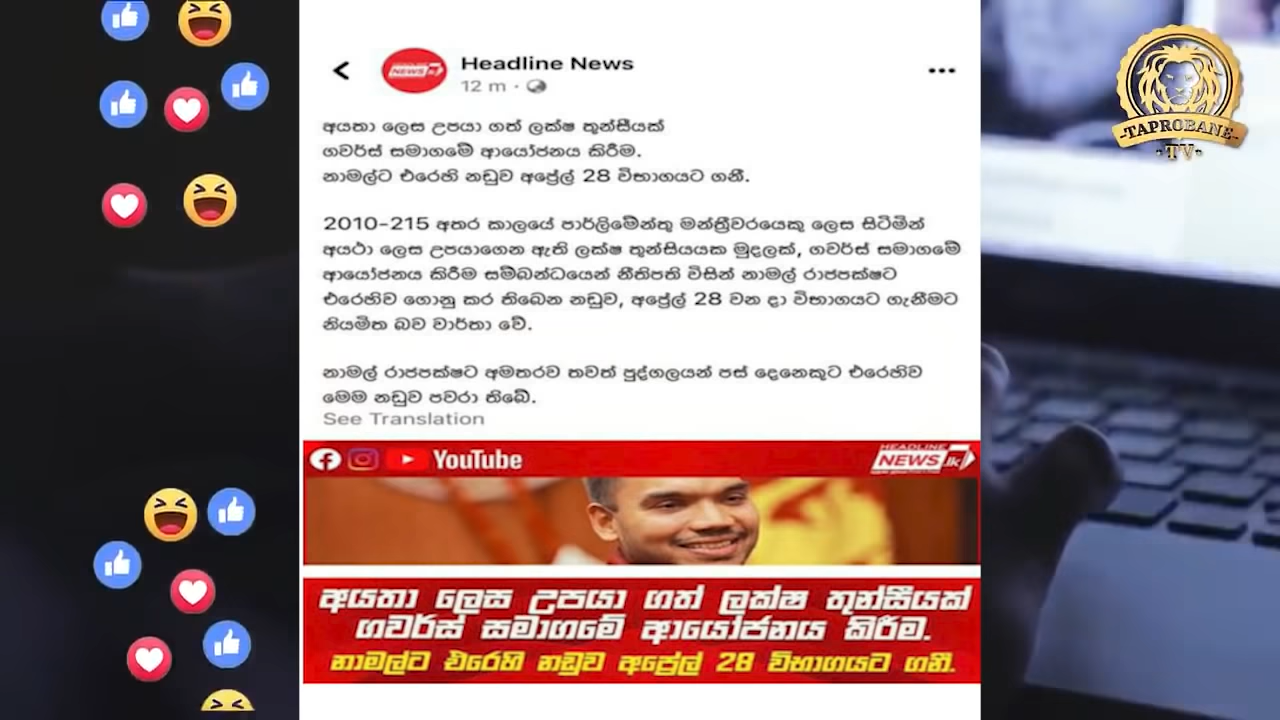 Headline News
12 m ·
අයතා ලෙස උපයා ගත් ලක්ෂ තුන්සීයක්
ගවර්ස් සමාගමේ ආයෝජනය කිරීම.
නාමල්ට එරෙහි නඩුව අප්‍රේල් 28 විභාගයට ගනී.
2010-215 අතර කාලයේ පාර්ලිමේන්තු මන්ත්‍රීවරයෙකු ලෙස සිටිමින්
අයථා ලෙස උපයාගෙන ඇති ලක්ෂ තුන්සියයක මුදලක්, ගවර්ස් සමාගමේ
ආයෝජනය කිරීම සම්බන්ධයෙන් නීතිපති විසින් නාමල් රාජපක්ෂට
එරෙහිව ගොනු කර තිබෙන නඩුව, අප්‍රේල් 28 වන දා විභාගයට ගැනීමට
නියමිත බව වාර්තා වේ.
නාමල් රාජපක්ෂට අමතරව තවත් පුද්ගලයන් පස් දෙනෙකුට එරෙහිව
මෙම නඩුව පවරා තිබේ.
See Translation
YouTube
HEADLINE
NEWS.lk
අයතා ලෙස උපයා ගත් ලක්ෂ තුන්සීයක්
ගවර්ස් සමාගමේ ආයෝජනය කිරීම.
නාමල්ට එරෙහි නඩුව අප්‍රේල් 28 විභාගයට ගනී.
TAPROBANE
TV